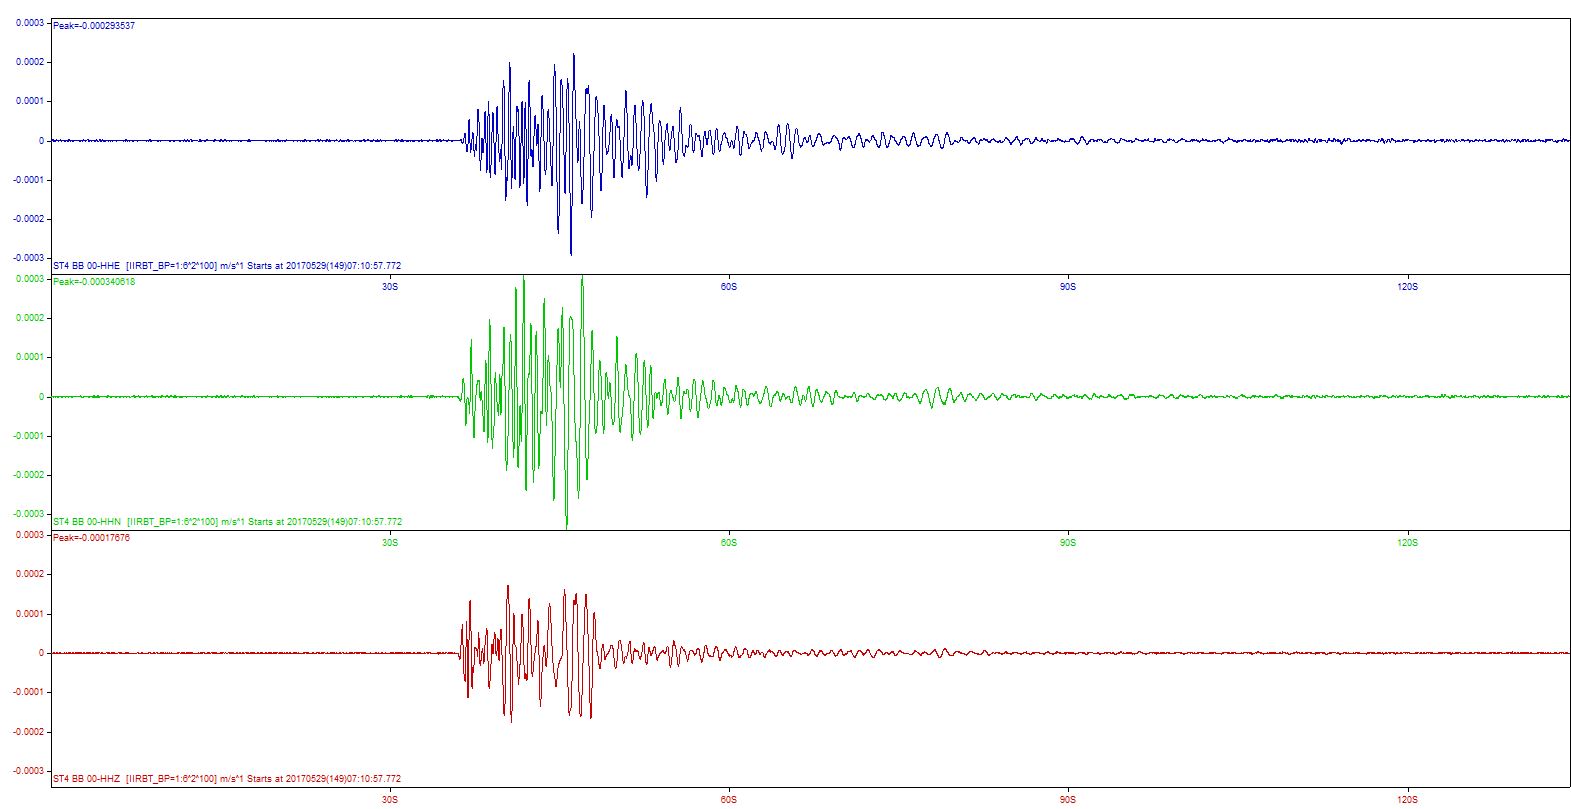 0.0003
Peak=-0.000293537
0.0002
0.0001
0
-0.0001
-0.0002
-0.0003
ST4 BB 00-HHE [IIRBT_BP=1:6^2^100] m/s^1 Starts at 20170529(149)07:10:57.772
30S 60S 90S 120S
0.0003
Peak=-0.000340618
0.0002
0.0001
0
-0.0001
-0.0002
-0.0003
ST4 BB 00-HHN [IIRBT_BP=1:6^2^100] m/s^1 Starts at 20170529(149)07:10:57.772
30S 60S 90S 120S
0.0003
Peak=-0.00017676
0.0002
0.0001
0
-0.0001
-0.0002
-0.0003
ST4 BB 00-HHZ [IIRBT_BP=1:6^2^100] m/s^1 Starts at 20170529(149)07:10:57.772
30S 60S 90S 120S